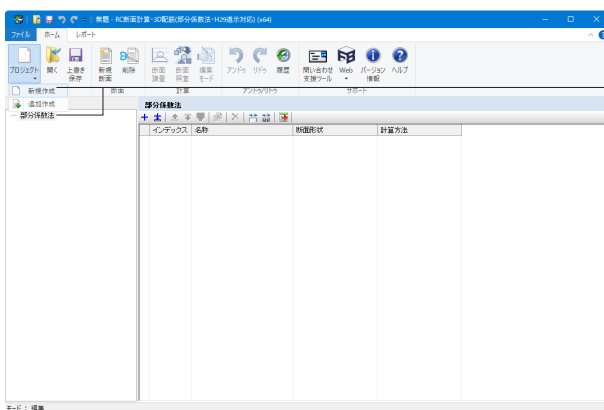 無題 - RC断面計算・3D配筋(部分係数法・H29道示対応) (x64)
ファイル ホーム レポート
プロジェクト 開く 上書き保存 新規断面 削除 断面諸量 断面照査 編集モード アンドゥ リドゥ 履歴 問い合わせ支援ツール Web バージョン情報 ヘルプ
断面 計算 アンドゥ/リドゥ サポート
新規作成
追加作成
部分係数法
部分係数法
インデックス 名称 断面形状 計算方法
モード : 編集